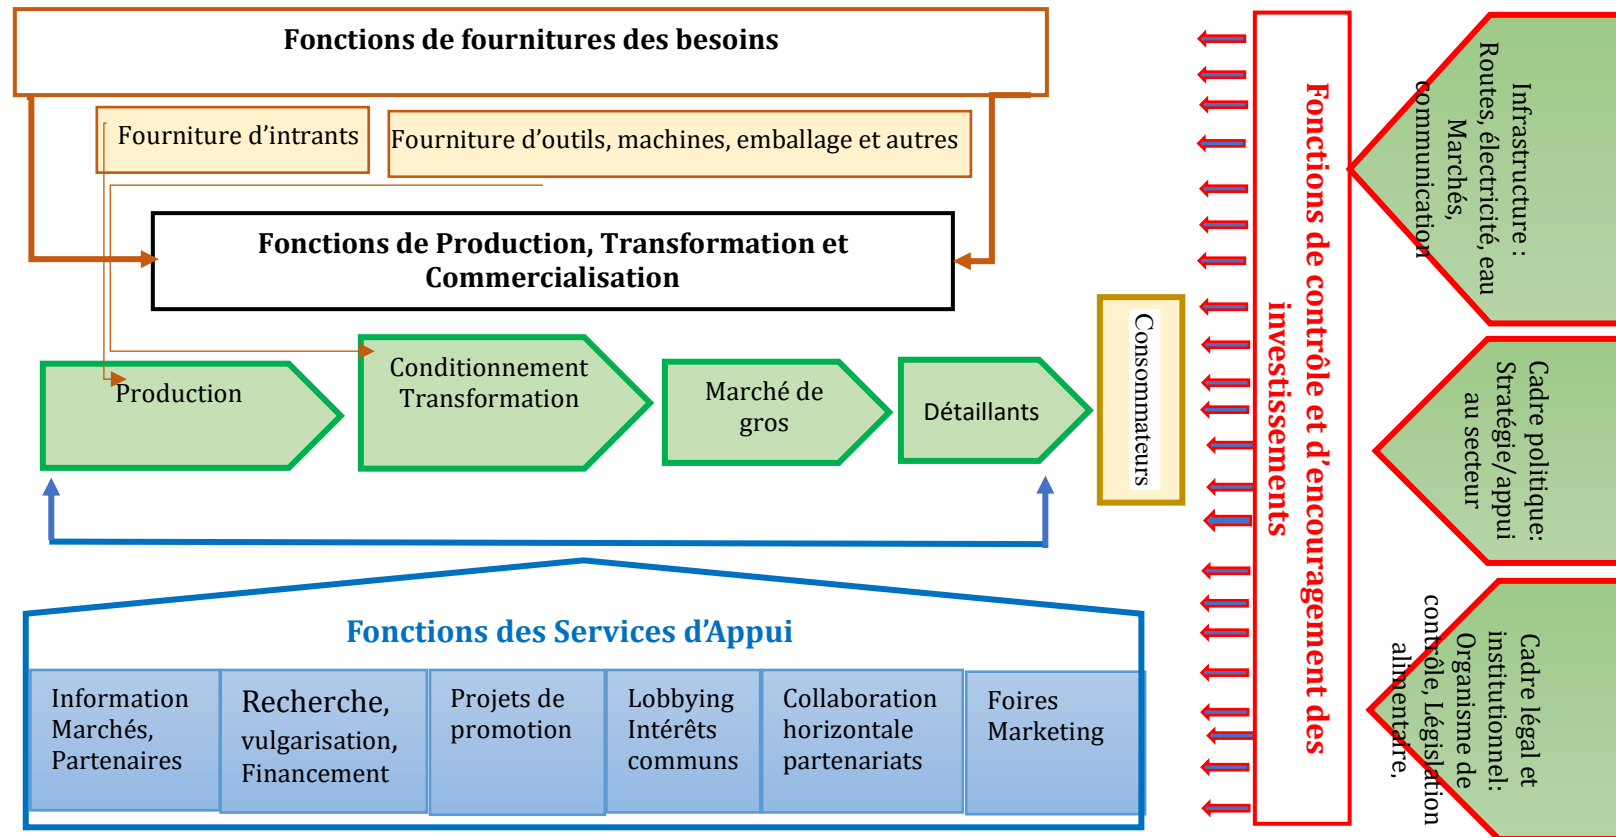 Fonctions de fournitures des besoins
Fourniture d’intrants
Fourniture d’outils, machines, emballage et autres
Fonctions de Production, Transformation et
Commercialisation
Production
Conditionnement
Transformation
Marché de
gros
Détaillants
Consommateurs
Fonctions des Services d’Appui
Information
Marchés,
Partenaires
Recherche,
vulgarisation,
Financement
Projets de
promotion
Lobbying
Intérêts
communs
Collaboration
horizontale
partenariats
Foires
Marketing
Fonctions de contrôle et d’encouragement des
investissements
Infrastructure :
Routes, électricité, eau
Marchés,
communication
Cadre politique:
Stratégie/appui
au secteur
Cadre légal et
institutionnel:
Organisme de
contrôle, Législation
alimentaire,